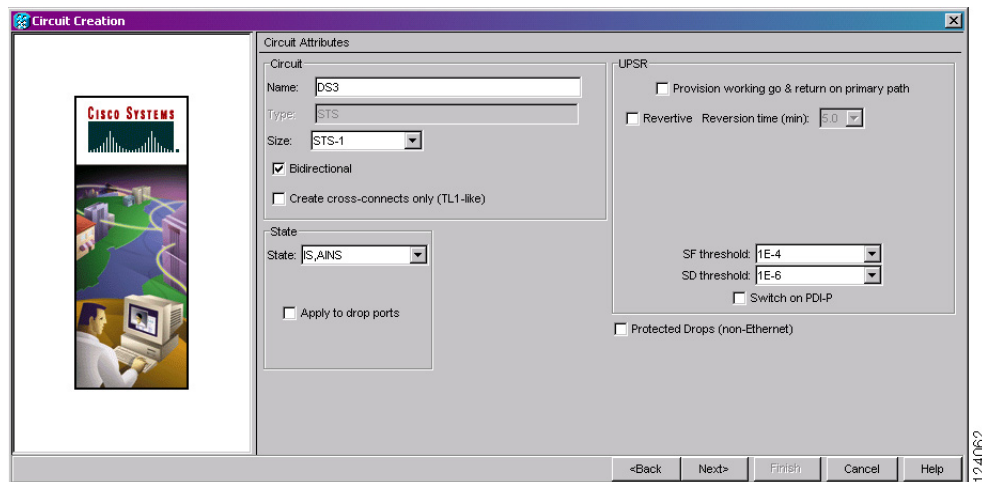 Circuit Creation
CISCO SYSTEMS
Circuit Attributes
Circuit
Name: DS3
Type: STS
Size: STS-1
Bidirectional
Create cross-connects only (TL1-like)
State
State: IS,AINS
Apply to drop ports
UPSR
Provision working go & return on primary path
Revertive Reversion time (min): 5.0
SF threshold: 1E-4
SD threshold: 1E-6
Switch on PDI-P
Protected Drops (non-Ethernet)
<Back Next> Finish Cancel Help
124062